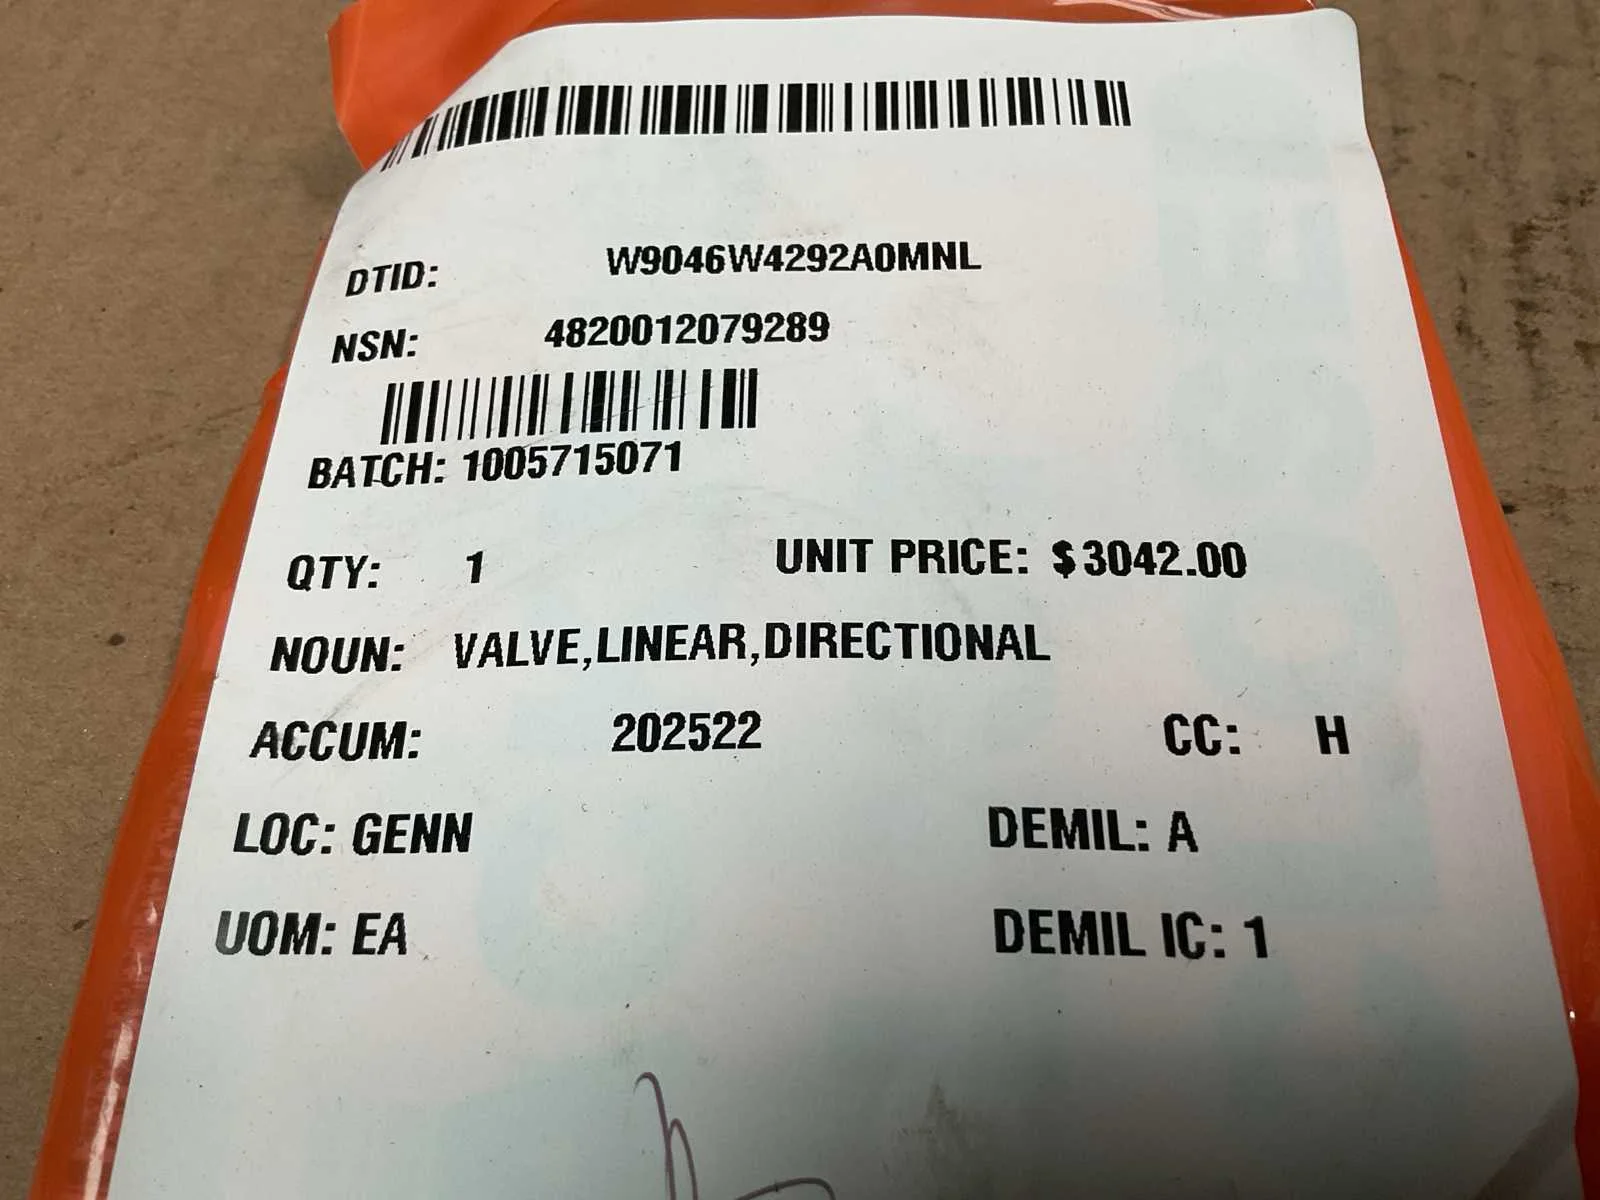 DTID: W9046W4292A0MNL
NSN: 4820012079289
BATCH: 1005715071
QTY: 1 UNIT PRICE: $3042.00
NOUN: VALVE,LINEAR,DIRECTIONAL
ACCUM: 202522 CC: H
LOC: GENN DEMIL: A
UOM: EA DEMIL IC: 1